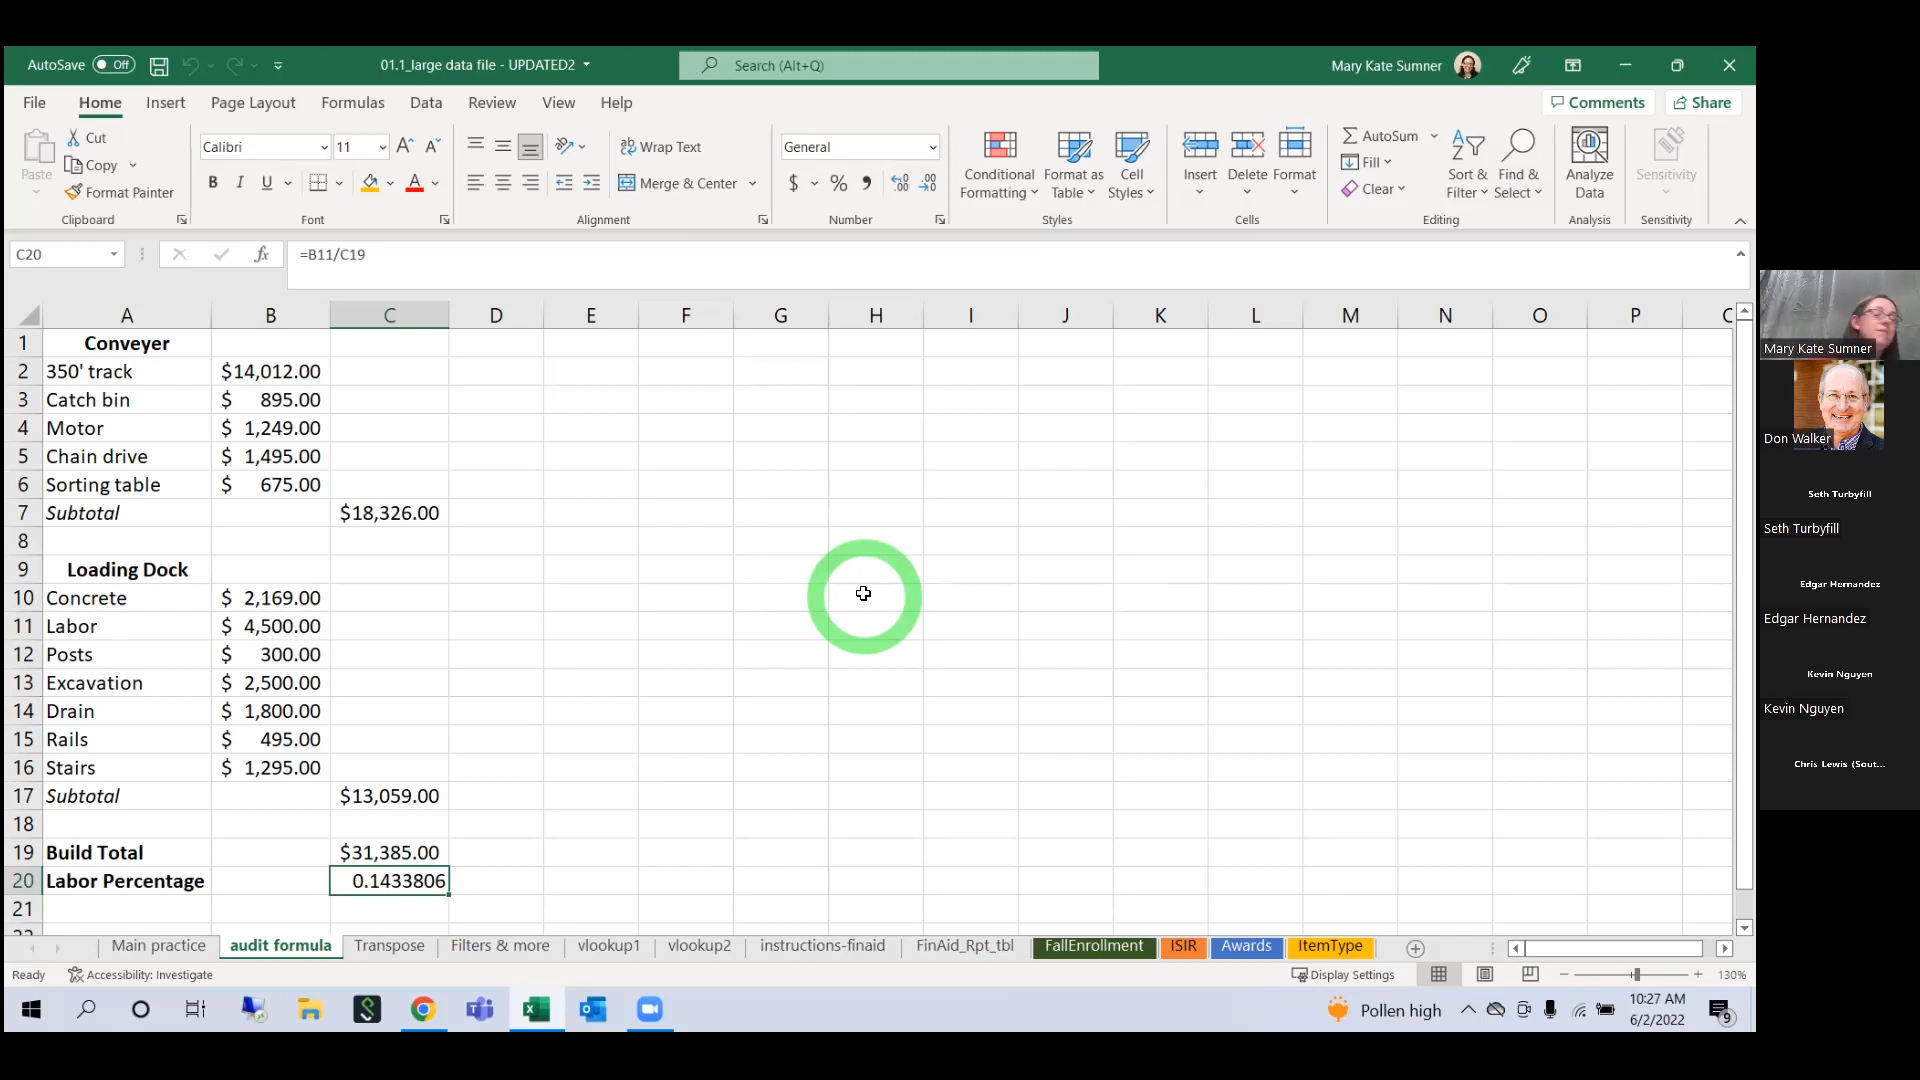 AutoSave Off 01.1_large data file - UPDATED2 Search (Alt+Q) Mary Kate Sumner
File Home Insert Page Layout Formulas Data Review View Help Comments Share
Paste Cut Copy Format Painter
Clipboard
Calibri 11
B I U
Font
Wrap Text
Merge & Center
Alignment
General
$ % 9
Number
Conditional Formatting Format as Table Cell Styles
Styles
Insert Delete Format
Cells
AutoSum
Fill
Clear
Sort & Filter Find & Select
Editing
Analyze Data
Analysis
Sensitivity
Sensitivity
C20 fx =B11/C19
A B C D E F G H I J K L M N O P
1 Conveyer
2 350' track $14,012.00
3 Catch bin $ 895.00
4 Motor $ 1,249.00
5 Chain drive $ 1,495.00
6 Sorting table $ 675.00
7 Subtotal $18,326.00
8
9 Loading Dock
10 Concrete $ 2,169.00
11 Labor $ 4,500.00
12 Posts $ 300.00
13 Excavation $ 2,500.00
14 Drain $ 1,800.00
15 Rails $ 495.00
16 Stairs $ 1,295.00
17 Subtotal $13,059.00
18
19 Build Total $31,385.00
20 Labor Percentage 0.1433806
21
Main practice audit formula Transpose Filters & more vlookup1 vlookup2 instructions-finaid FinAid_Rpt_tbl FallEnrollment ISIR Awards ItemType
Ready Accessibility: Investigate Display Settings 130%
Pollen high 10:27 AM
6/2/2022 9
Mary Kate Sumner
Don Walker
Seth Turbyfill
Seth Turbyfill
Edgar Hernandez
Edgar Hernandez
Kevin Nguyen
Kevin Nguyen
Chris Lewis (Sout...